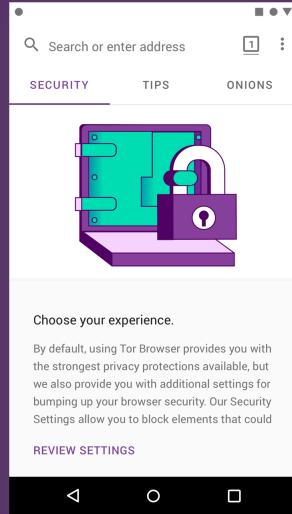 Search or enter address
1
SECURITY
TIPS
ONIONS
Choose your experience.
By default, using Tor Browser provides you with
the strongest privacy protections available, but
we also provide you with additional settings for
bumping up your browser security. Our Security
Settings allow you to block elements that could
REVIEW SETTINGS